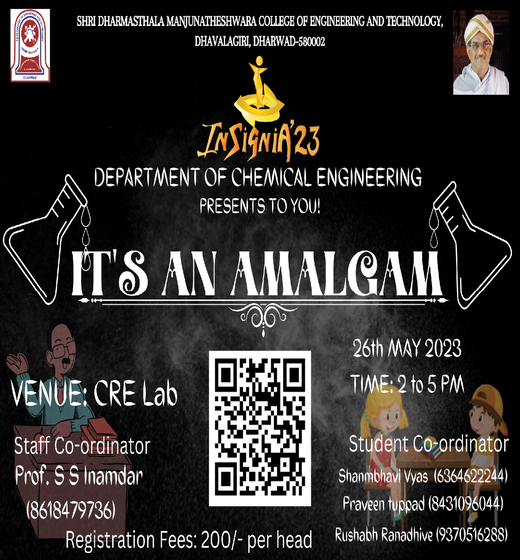 SHRI DHARMASTHALA MANJUNATHESHWARA COLLEGE OF ENGINEERING AND TECHNOLOGY,
DHAVALAGIRI, DHARWAD-580002
INSIGNIA'23
DEPARTMENT OF CHEMICAL ENGINEERING
PRESENTS TO YOU!
IT'S AN AMALGAM
26th MAY 2023
TIME: 2 to 5 PM
VENUE: CRE Lab
Staff Co-ordinator
Prof. S S Inamdar
(8618479736)
Student Co-ordinator
Shanmbhavi Vyas (6364622244)
Praveen tuppad (8431096044)
Rushabh Ranadhive (9370516288)
Registration Fees: 200/- per head